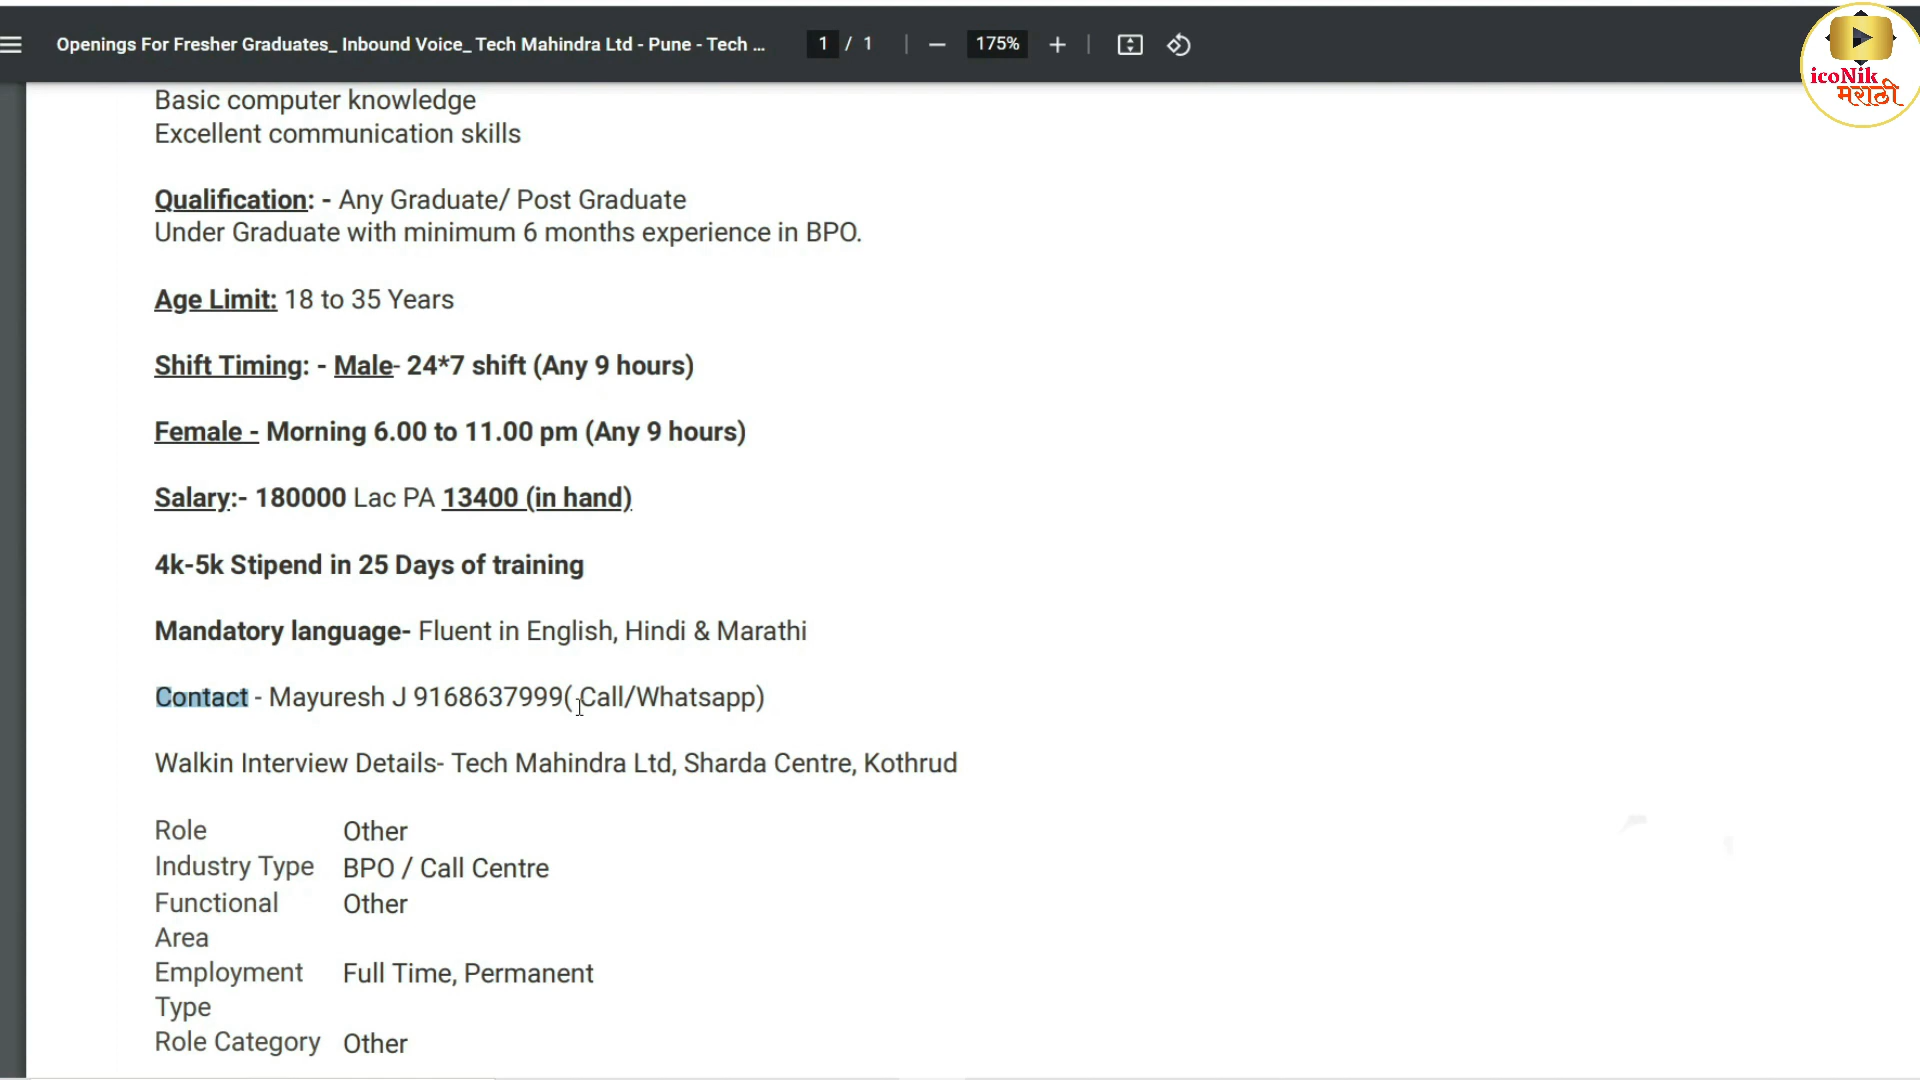 Openings For Fresher Graduates_ Inbound Voice_ Tech Mahindra Ltd - Pune - Tech ...
1 / 1
175%
icoNik
मराठी
Basic computer knowledge
Excellent communication skills
Qualification: - Any Graduate/ Post Graduate
Under Graduate with minimum 6 months experience in BPO.
Age Limit: 18 to 35 Years
Shift Timing: - Male- 24*7 shift (Any 9 hours)
Female - Morning 6.00 to 11.00 pm (Any 9 hours)
Salary:- 180000 Lac PA 13400 (in hand)
4k-5k Stipend in 25 Days of training
Mandatory language- Fluent in English, Hindi & Marathi
Contact - Mayuresh J 9168637999( Call/Whatsapp)
Walkin Interview Details- Tech Mahindra Ltd, Sharda Centre, Kothrud
Role Other
Industry Type BPO / Call Centre
Functional Other
Area
Employment Full Time, Permanent
Type
Role Category Other